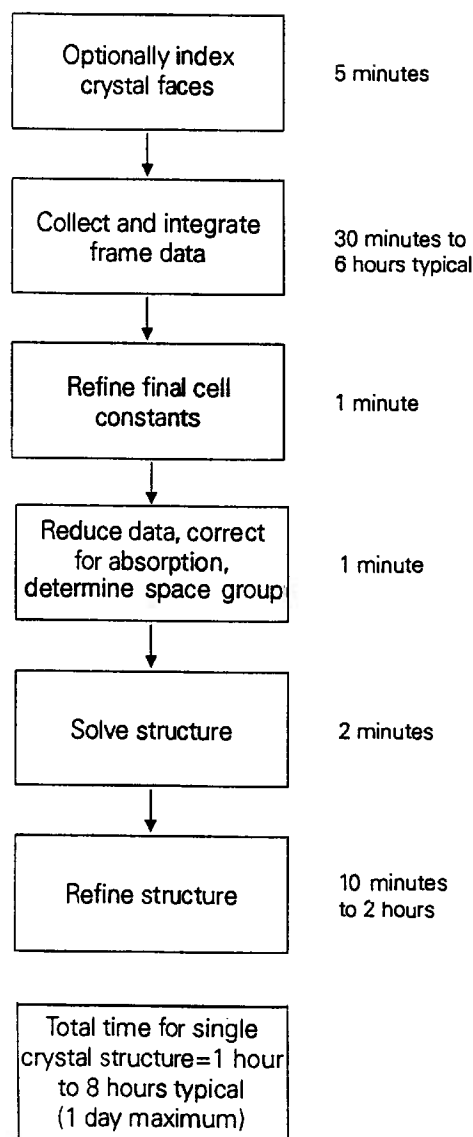 Optionally index
crystal faces
5 minutes
Collect and integrate
frame data
30 minutes to
6 hours typical
Refine final cell
constants
1 minute
Reduce data, correct
for absorption,
determine space group
1 minute
Solve structure
2 minutes
Refine structure
10 minutes
to 2 hours
Total time for single
crystal structure=1 hour
to 8 hours typical
(1 day maximum)